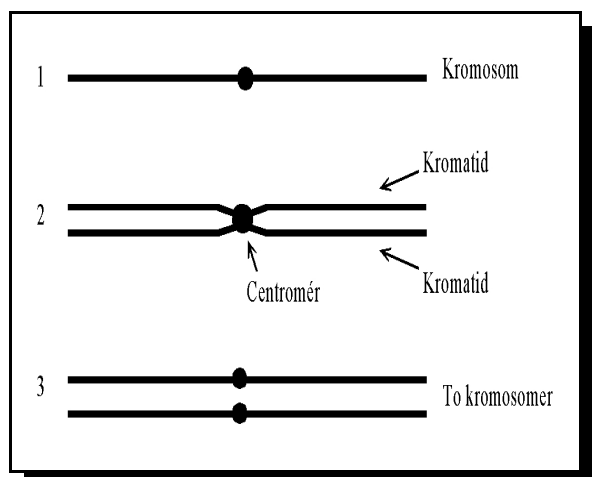 1 Kromosom
Kromatid
2
Centromér
Kromatid
3
To kromosomer